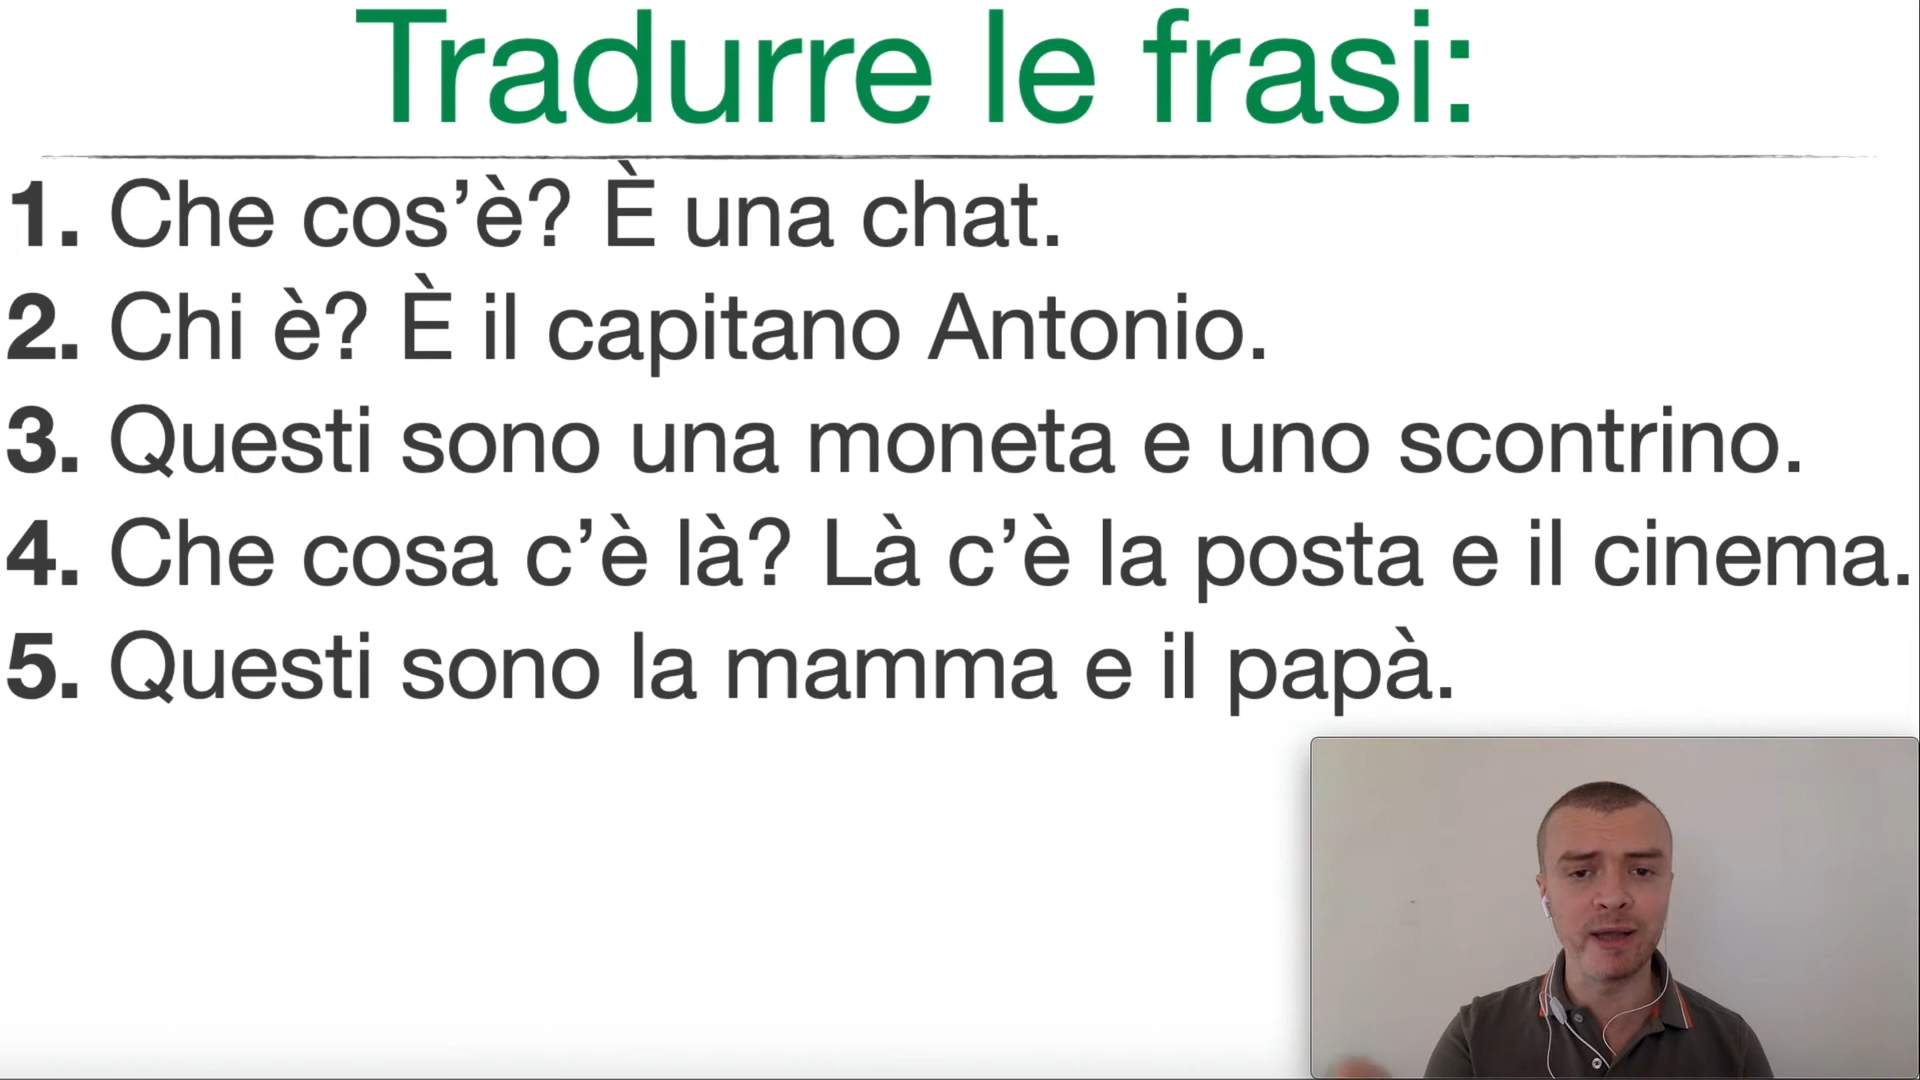 Tradurre le frasi:
1. Che cos’è? È una chat.
2. Chi è? È il capitano Antonio.
3. Questi sono una moneta e uno scontrino.
4. Che cosa c’è là? Là c’è la posta e il cinema.
5. Questi sono la mamma e il papà.